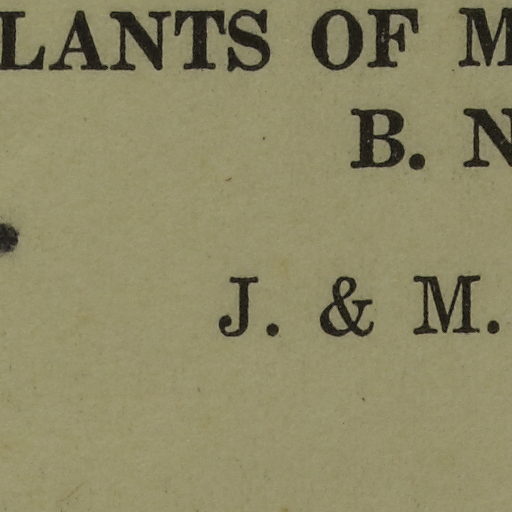 LANTS OF M
B. N
J. & M.